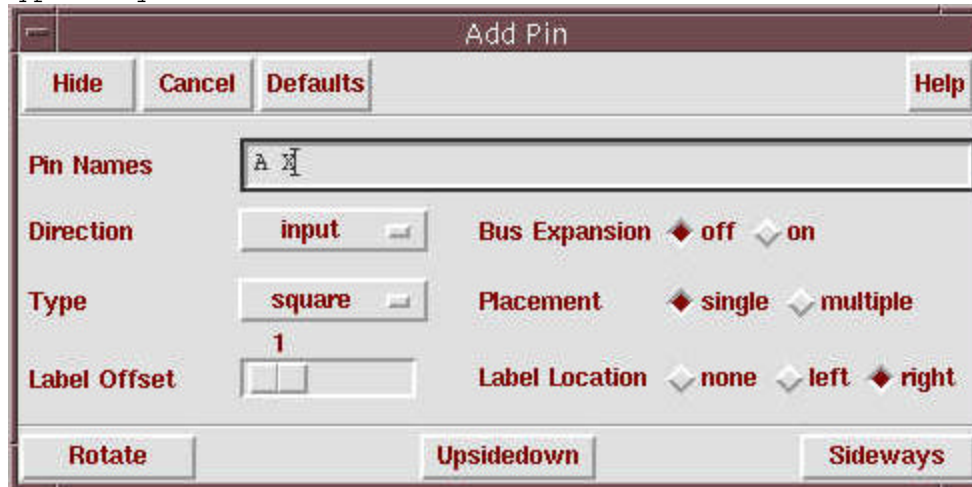 Add Pin
Hide Cancel Defaults Help
Pin Names A X
Direction input Bus Expansion off on
Type square Placement single multiple
1
Label Offset Label Location none left right
Rotate Upsidedown Sideways